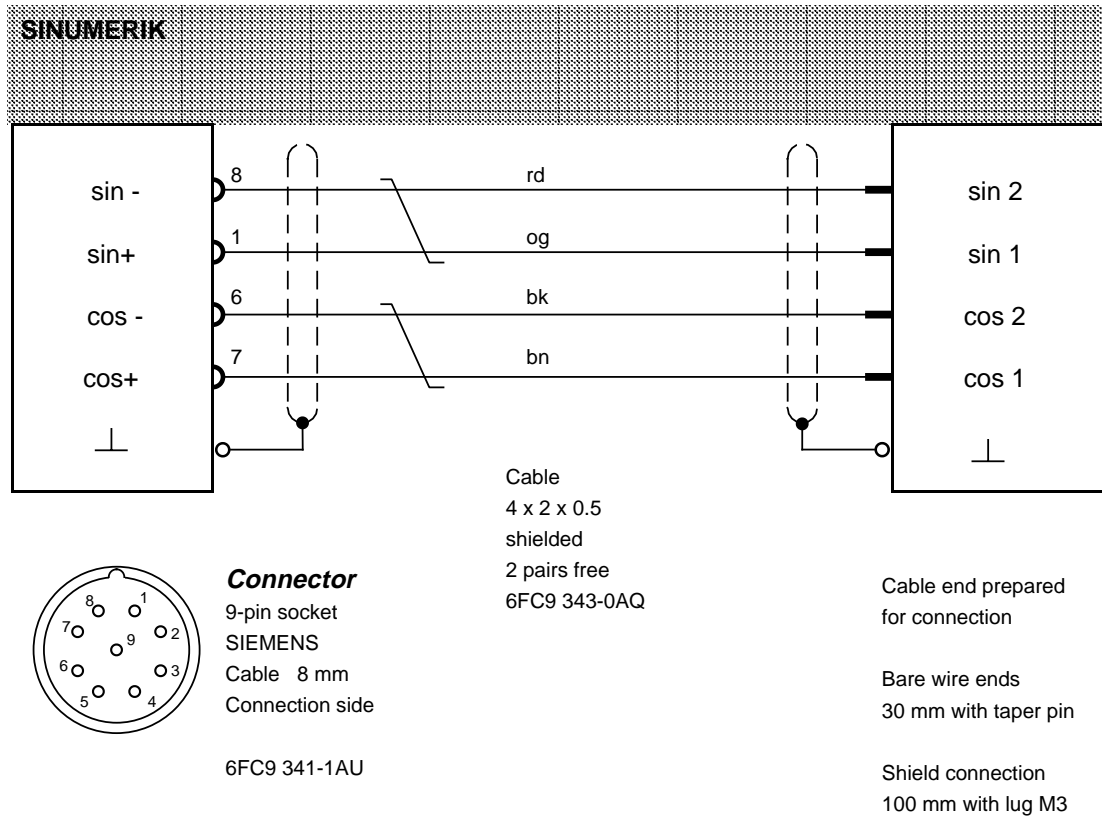 SINUMERIK
sin -
8
rd
sin 2
sin+
1
og
sin 1
cos -
6
bk
cos 2
cos+
7
bn
cos 1
Cable
4 x 2 x 0.5
shielded
2 pairs free
6FC9 343-0AQ
8
1
7
9
2
6
3
5
4
Connector
9-pin socket
SIEMENS
Cable 8 mm
Connection side
6FC9 341-1AU
Cable end prepared
for connection
Bare wire ends
30 mm with taper pin
Shield connection
100 mm with lug M3